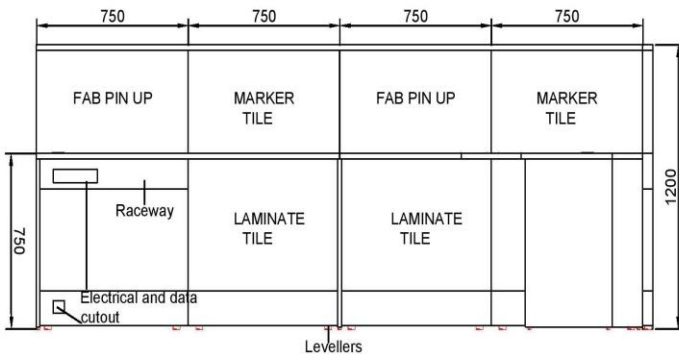 750 750 750 750
FAB PIN UP MARKER FAB PIN UP MARKER
TILE TILE
1200
750
Raceway
LAMINATE LAMINATE
TILE TILE
Electrical and data
cutout
Levellers